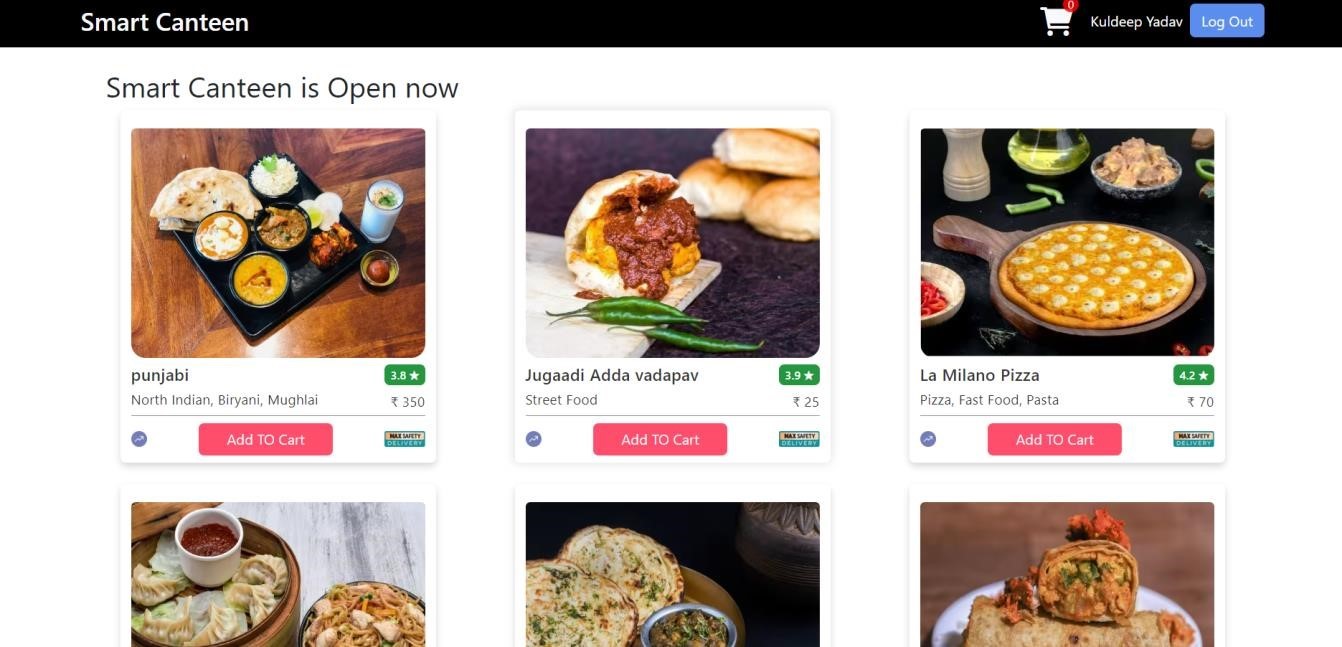 Smart Canteen
0
Kuldeep Yadav
Log Out
Smart Canteen is Open now
punjabi
3.8 ★
North Indian, Biryani, Mughlai
₹ 350
Add TO Cart
MAX SAFETY
DELIVERY
Jugaadi Adda vadapav
3.9 ★
Street Food
₹ 25
Add TO Cart
MAX SAFETY
DELIVERY
La Milano Pizza
4.2 ★
Pizza, Fast Food, Pasta
₹ 70
Add TO Cart
MAX SAFETY
DELIVERY